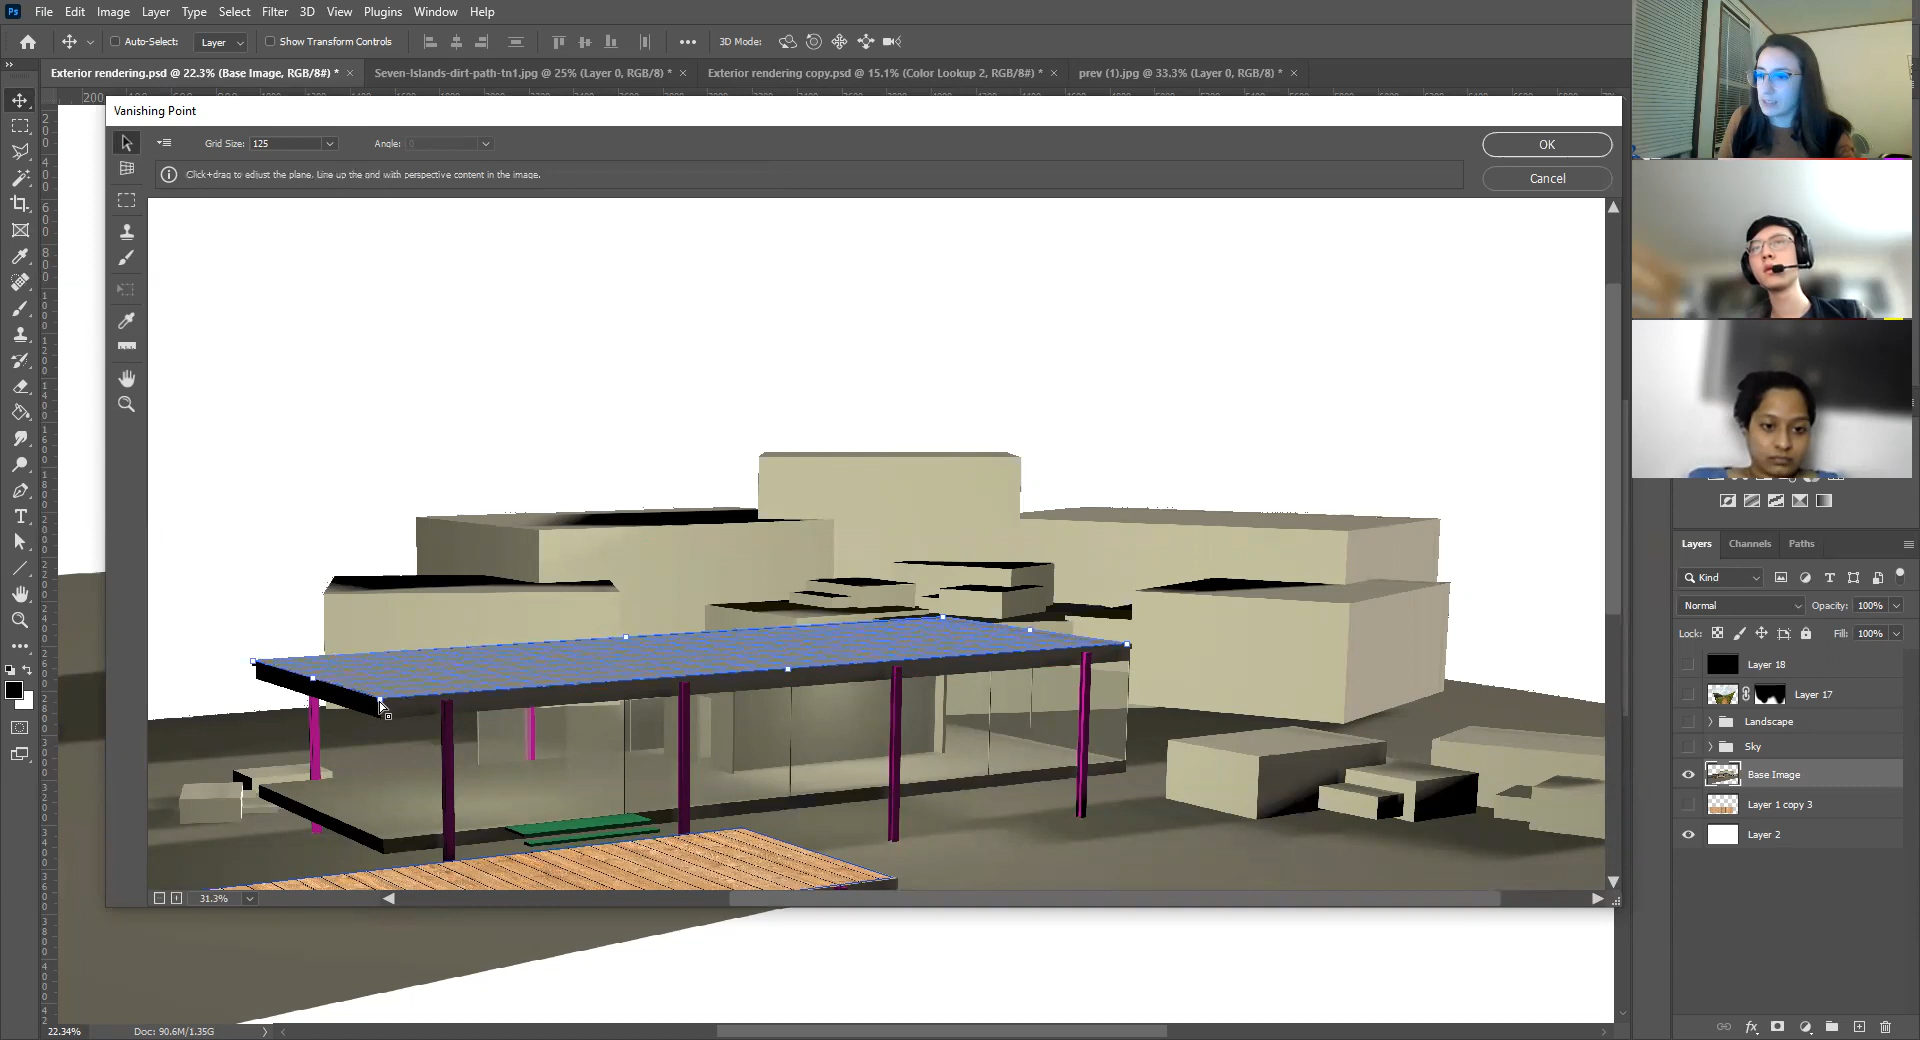 Ps File Edit Image Layer Type Select Filter 3D View Plugins Window Help
Auto-Select: Layer Show Transform Controls 3D Mode:
Exterior rendering.psd @ 22.3% (Base Image, RGB/8#) * × Seven-Islands-dirt-path-tn1.jpg @ 25% (Layer 0, RGB/8) * × Exterior rendering copy.psd @ 15.1% (Color Lookup 2, RGB/8#) * × prev (1).jpg @ 33.3% (Layer 0, RGB/8) * ×
Vanishing Point
Grid Size: 125 Angle: 0
OK
Click+drag to adjust the plane. Line up the grid with perspective content in the image.
Cancel
Layers Channels Paths
Kind
Normal Opacity: 100%
Lock: Fill: 100%
Layer 18
Layer 17
Landscape
Sky
Base Image
Layer 1 copy 3
Layer 2
31.3%
22.34% Doc: 90.6M/1.35G